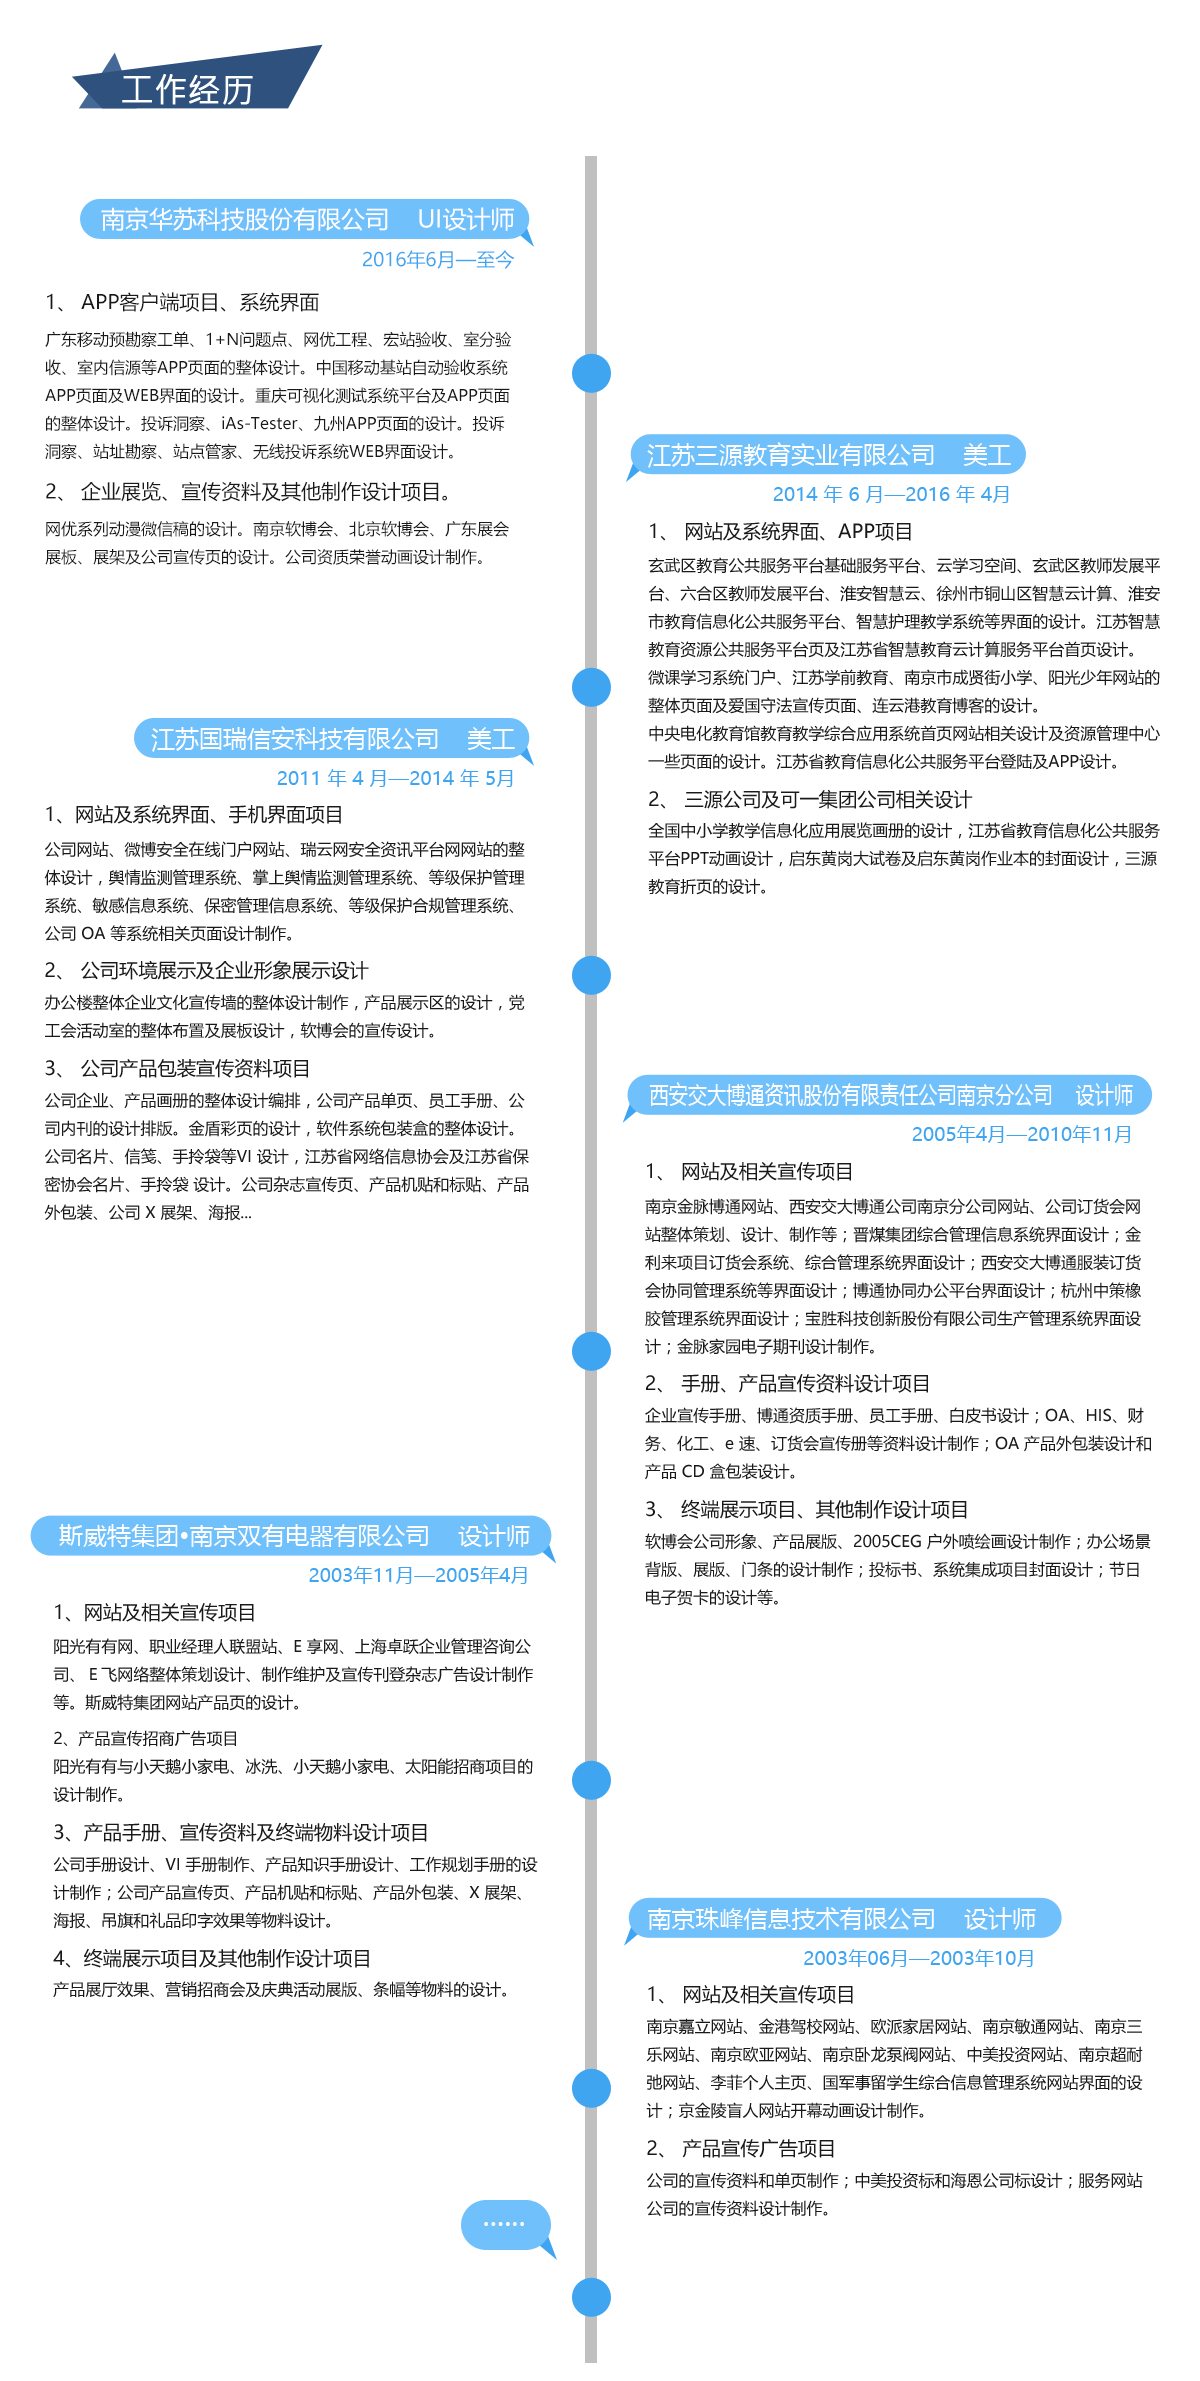 工作经历
南京华苏科技股份有限公司 UI设计师
2016年6月—至今
1、 APP客户端项目、系统界面
广东移动预勘察工单、1+N问题点、网优工程、宏站验收、室分验
收、室内信源等APP页面的整体设计。中国移动基站自动验收系统
APP页面及WEB界面的设计。重庆可视化测试系统平台及APP页面
的整体设计。投诉洞察、iAs-Tester、九州APP页面的设计。投诉
洞察、站址勘察、站点管家、无线投诉系统WEB界面设计。
2、 企业展览、宣传资料及其他制作设计项目。
网优系列动漫微信稿的设计。南京软博会、北京软博会、广东展会
展板、展架及公司宣传页的设计。公司资质荣誉动画设计制作。
江苏三源教育实业有限公司 美工
2014 年 6 月—2016 年 4月
1、 网站及系统界面、APP项目
玄武区教育公共服务平台基础服务平台、云学习空间、玄武区教师发展平
台、六合区教师发展平台、淮安智慧云、徐州市铜山区智慧云计算、淮安
市教育信息化公共服务平台、智慧护理教学系统等界面的设计。江苏智慧
教育资源公共服务平台页及江苏省智慧教育云计算服务平台首页设计。
微课学习系统门户、江苏学前教育、南京市成贤街小学、阳光少年网站的
整体页面及爱国守法宣传页面、连云港教育博客的设计。
中央电化教育馆教育教学综合应用系统首页网站相关设计及资源管理中心
一些页面的设计。江苏省教育信息化公共服务平台登陆及APP设计。
2、 三源公司及可一集团公司相关设计
全国中小学教学信息化应用展览画册的设计，江苏省教育信息化公共服务
平台PPT动画设计，启东黄岗大试卷及启东黄岗作业本的封面设计，三源
教育折页的设计。
江苏国瑞信安科技有限公司 美工
2011 年 4 月—2014 年 5月
1、网站及系统界面、手机界面项目
公司网站、微博安全在线门户网站、瑞云网安全资讯平台网网站的整
体设计，舆情监测管理系统、掌上舆情监测管理系统、等级保护管理
系统、敏感信息系统、保密管理信息系统、等级保护合规管理系统、
公司 OA 等系统相关页面设计制作。
2、 公司环境展示及企业形象展示设计
办公楼整体企业文化宣传墙的整体设计制作，产品展示区的设计，党
工会活动室的整体布置及展板设计，软博会的宣传设计。
3、 公司产品包装宣传资料项目
公司企业、产品画册的整体设计编排，公司产品单页、员工手册、公
司内刊的设计排版。金盾彩页的设计，软件系统包装盒的整体设计。
公司名片、信笺、手拎袋等VI 设计，江苏省网络信息协会及江苏省保
密协会名片、手拎袋 设计。公司杂志宣传页、产品机贴和标贴、产品
外包装、公司 X 展架、海报...
西安交大博通资讯股份有限责任公司南京分公司 设计师
2005年4月—2010年11月
1、 网站及相关宣传项目
南京金脉博通网站、西安交大博通公司南京分公司网站、公司订货会网
站整体策划、设计、制作等；晋煤集团综合管理信息系统界面设计；金
利来项目订货会系统、综合管理系统界面设计；西安交大博通服装订货
会协同管理系统等界面设计；博通协同办公平台界面设计；杭州中策橡
胶管理系统界面设计；宝胜科技创新股份有限公司生产管理系统界面设
计；金脉家园电子期刊设计制作。
2、 手册、产品宣传资料设计项目
企业宣传手册、博通资质手册、员工手册、白皮书设计；OA、HIS、财
务、化工、e 速、订货会宣传册等资料设计制作；OA 产品外包装设计和
产品 CD 盒包装设计。
3、 终端展示项目、其他制作设计项目
软博会公司形象、产品展版、2005CEG 户外喷绘画设计制作；办公场景
背版、展版、门条的设计制作；投标书、系统集成项目封面设计；节日
电子贺卡的设计等。
斯威特集团•南京双有电器有限公司 设计师
2003年11月—2005年4月
1、网站及相关宣传项目
阳光有有网、职业经理人联盟站、E 享网、上海卓跃企业管理咨询公
司、 E 飞网络整体策划设计、制作维护及宣传刊登杂志广告设计制作
等。斯威特集团网站产品页的设计。
2、产品宣传招商广告项目
阳光有有与小天鹅小家电、冰洗、小天鹅小家电、太阳能招商项目的
设计制作。
3、产品手册、宣传资料及终端物料设计项目
公司手册设计、VI 手册制作、产品知识手册设计、工作规划手册的设
计制作；公司产品宣传页、产品机贴和标贴、产品外包装、X 展架、
海报、吊旗和礼品印字效果等物料设计。
4、终端展示项目及其他制作设计项目
产品展厅效果、营销招商会及庆典活动展版、条幅等物料的设计。
南京珠峰信息技术有限公司 设计师
2003年06月—2003年10月
1、 网站及相关宣传项目
南京嘉立网站、金港驾校网站、欧派家居网站、南京敏通网站、南京三
乐网站、南京欧亚网站、南京卧龙泵阀网站、中美投资网站、南京超耐
弛网站、李菲个人主页、国军事留学生综合信息管理系统网站界面的设
计；京金陵盲人网站开幕动画设计制作。
2、 产品宣传广告项目
公司的宣传资料和单页制作；中美投资标和海恩公司标设计；服务网站
公司的宣传资料设计制作。
······